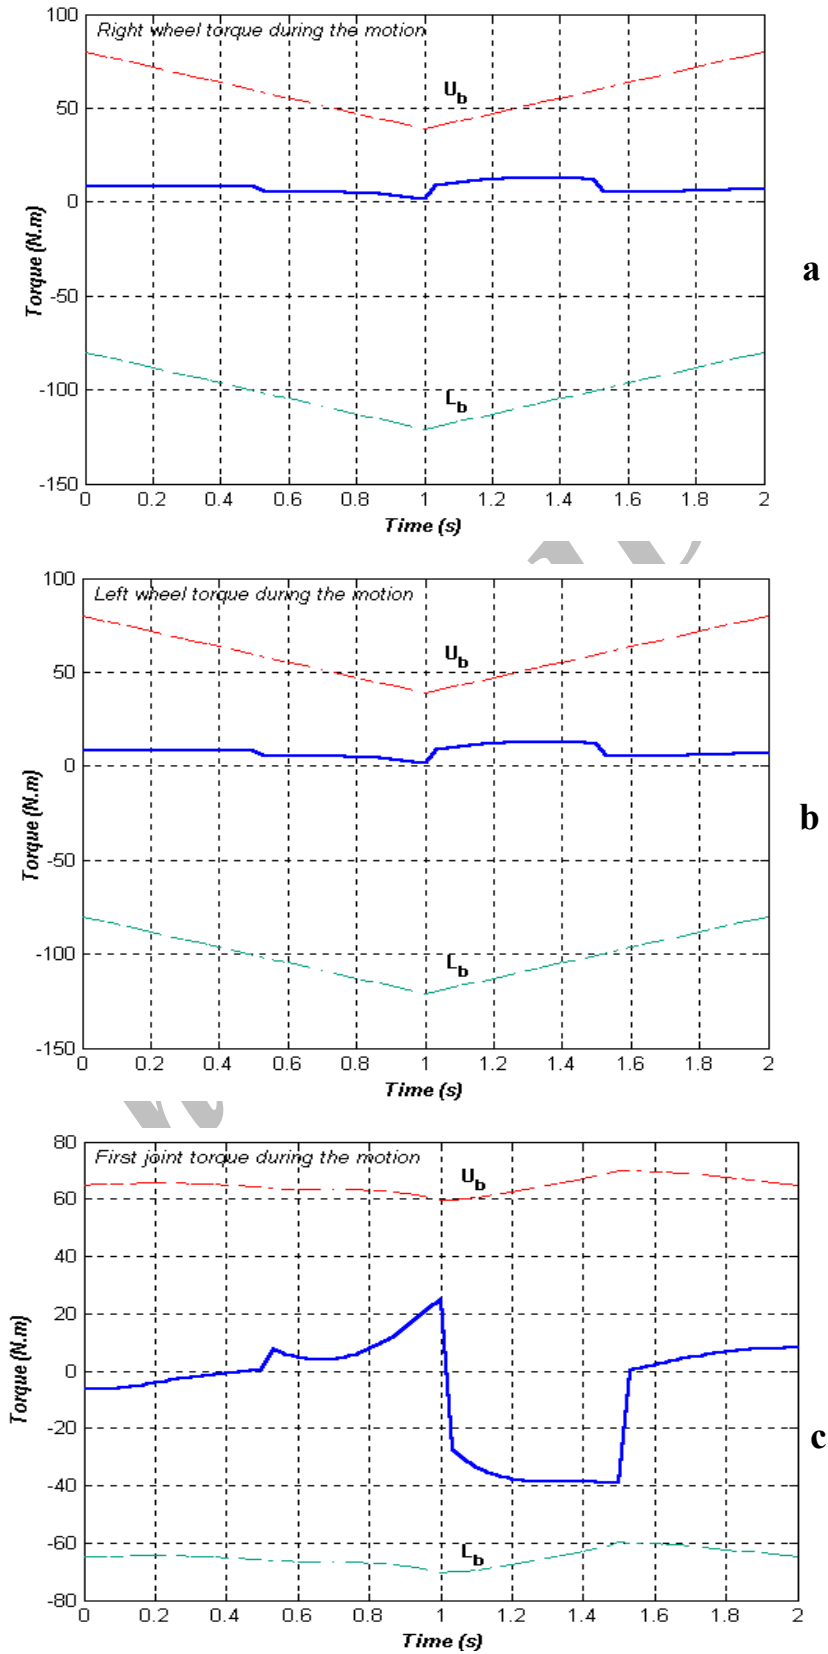 Right wheel torque during the motion
100
50
0
-50
-100
-150
Torque (N.m)
U_b
L_b
0 0.2 0.4 0.6 0.8 1 1.2 1.4 1.6 1.8 2
Time (s)
a
Left wheel torque during the motion
100
50
0
-50
-100
-150
Torque (N.m)
U_b
L_b
0 0.2 0.4 0.6 0.8 1 1.2 1.4 1.6 1.8 2
Time (s)
b
First joint torque during the motion
80
60
40
20
0
-20
-40
-60
-80
Torque (N.m)
U_b
L_b
0 0.2 0.4 0.6 0.8 1 1.2 1.4 1.6 1.8 2
Time (s)
c